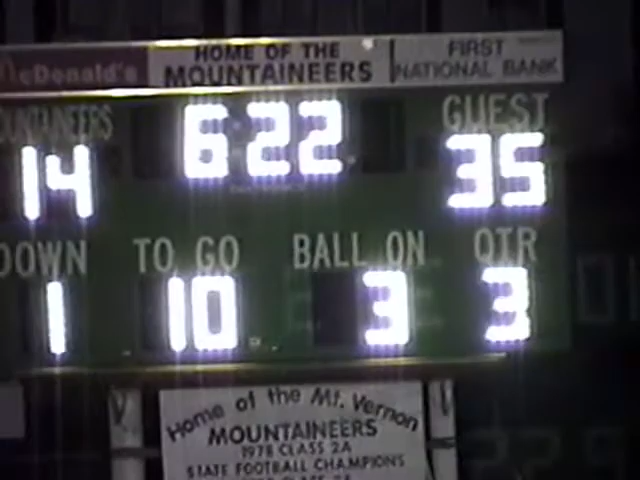 McDonald's
HOME OF THE
MOUNTAINEERS
FIRST
NATIONAL BANK
MOUNTAINEERS
6:22
GUEST
14
35
DOWN
TO GO
BALL ON
QTR
1
10
3
3
Home of the Mt. Vernon
MOUNTAINEERS
1978 CLASS 2A
STATE FOOTBALL CHAMPIONS